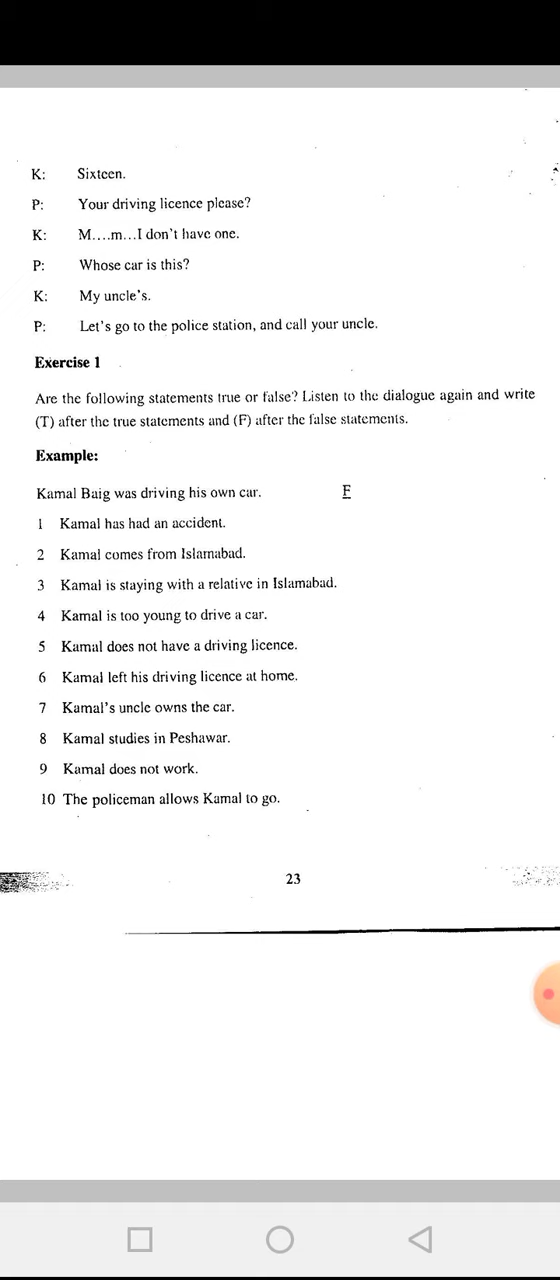 K: Sixteen.
P: Your driving licence please?
K: M....m...I don't have one.
P: Whose car is this?
K: My uncle's.
P: Let's go to the police station, and call your uncle.
Exercise 1
Are the following statements true or false? Listen to the dialogue again and write
(T) after the true statements and (F) after the false statements.
Example:
Kamal Baig was driving his own car. F
1 Kamal has had an accident.
2 Kamal comes from Islamabad.
3 Kamal is staying with a relative in Islamabad.
4 Kamal is too young to drive a car.
5 Kamal does not have a driving licence.
6 Kamal left his driving licence at home.
7 Kamal's uncle owns the car.
8 Kamal studies in Peshawar.
9 Kamal does not work.
10 The policeman allows Kamal to go.
23